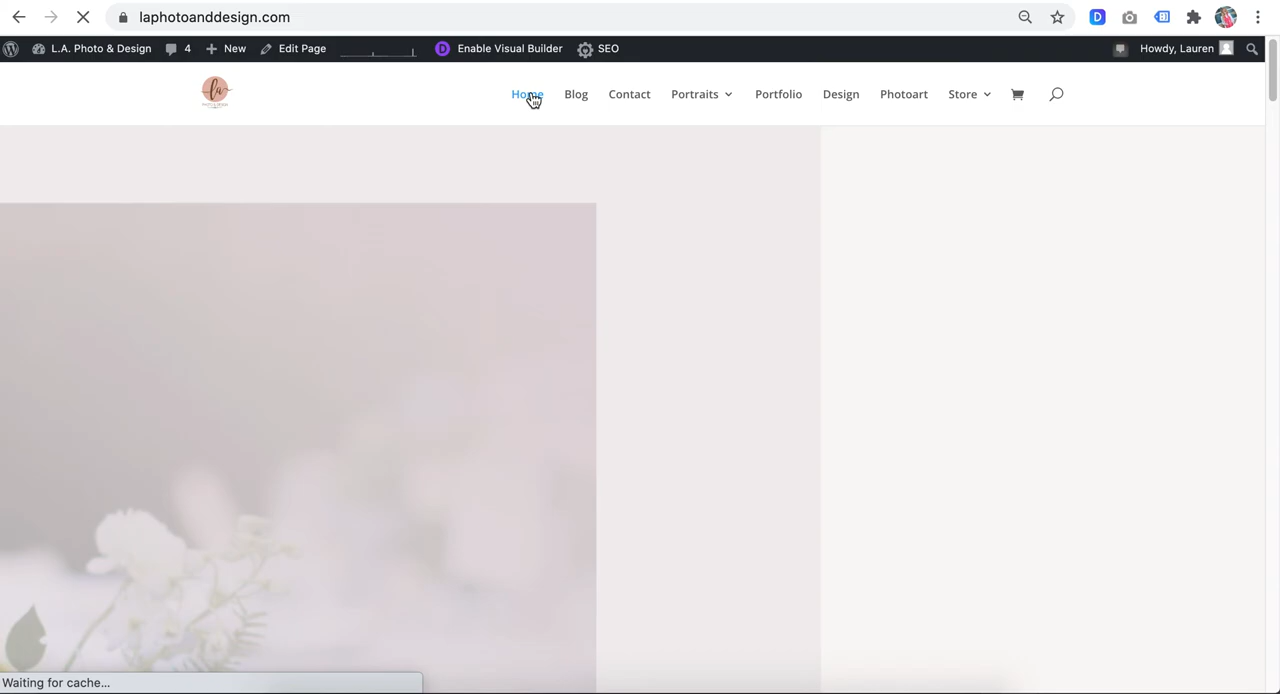 laphotoanddesign.com
L.A. Photo & Design 4 New Edit Page Enable Visual Builder SEO Howdy, Lauren
la Home Blog Contact Portraits Portfolio Design Photoart Store
Waiting for cache...